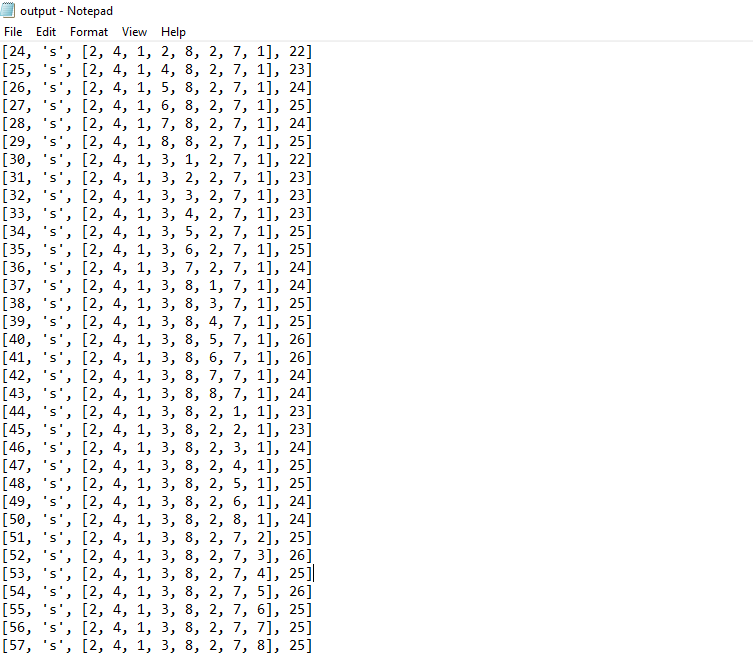 output - Notepad
File Edit Format View Help
[24, 's', [2, 4, 1, 2, 8, 2, 7, 1], 22]
[25, 's', [2, 4, 1, 4, 8, 2, 7, 1], 23]
[26, 's', [2, 4, 1, 5, 8, 2, 7, 1], 24]
[27, 's', [2, 4, 1, 6, 8, 2, 7, 1], 25]
[28, 's', [2, 4, 1, 7, 8, 2, 7, 1], 24]
[29, 's', [2, 4, 1, 8, 8, 2, 7, 1], 25]
[30, 's', [2, 4, 1, 3, 1, 2, 7, 1], 22]
[31, 's', [2, 4, 1, 3, 2, 2, 7, 1], 23]
[32, 's', [2, 4, 1, 3, 3, 2, 7, 1], 23]
[33, 's', [2, 4, 1, 3, 4, 2, 7, 1], 23]
[34, 's', [2, 4, 1, 3, 5, 2, 7, 1], 25]
[35, 's', [2, 4, 1, 3, 6, 2, 7, 1], 25]
[36, 's', [2, 4, 1, 3, 7, 2, 7, 1], 24]
[37, 's', [2, 4, 1, 3, 8, 1, 7, 1], 24]
[38, 's', [2, 4, 1, 3, 8, 3, 7, 1], 25]
[39, 's', [2, 4, 1, 3, 8, 4, 7, 1], 25]
[40, 's', [2, 4, 1, 3, 8, 5, 7, 1], 26]
[41, 's', [2, 4, 1, 3, 8, 6, 7, 1], 26]
[42, 's', [2, 4, 1, 3, 8, 7, 7, 1], 24]
[43, 's', [2, 4, 1, 3, 8, 8, 7, 1], 24]
[44, 's', [2, 4, 1, 3, 8, 2, 1, 1], 23]
[45, 's', [2, 4, 1, 3, 8, 2, 2, 1], 23]
[46, 's', [2, 4, 1, 3, 8, 2, 3, 1], 24]
[47, 's', [2, 4, 1, 3, 8, 2, 4, 1], 25]
[48, 's', [2, 4, 1, 3, 8, 2, 5, 1], 25]
[49, 's', [2, 4, 1, 3, 8, 2, 6, 1], 24]
[50, 's', [2, 4, 1, 3, 8, 2, 8, 1], 24]
[51, 's', [2, 4, 1, 3, 8, 2, 7, 2], 25]
[52, 's', [2, 4, 1, 3, 8, 2, 7, 3], 26]
[53, 's', [2, 4, 1, 3, 8, 2, 7, 4], 25]
[54, 's', [2, 4, 1, 3, 8, 2, 7, 5], 26]
[55, 's', [2, 4, 1, 3, 8, 2, 7, 6], 25]
[56, 's', [2, 4, 1, 3, 8, 2, 7, 7], 25]
[57, 's', [2, 4, 1, 3, 8, 2, 7, 8], 25]